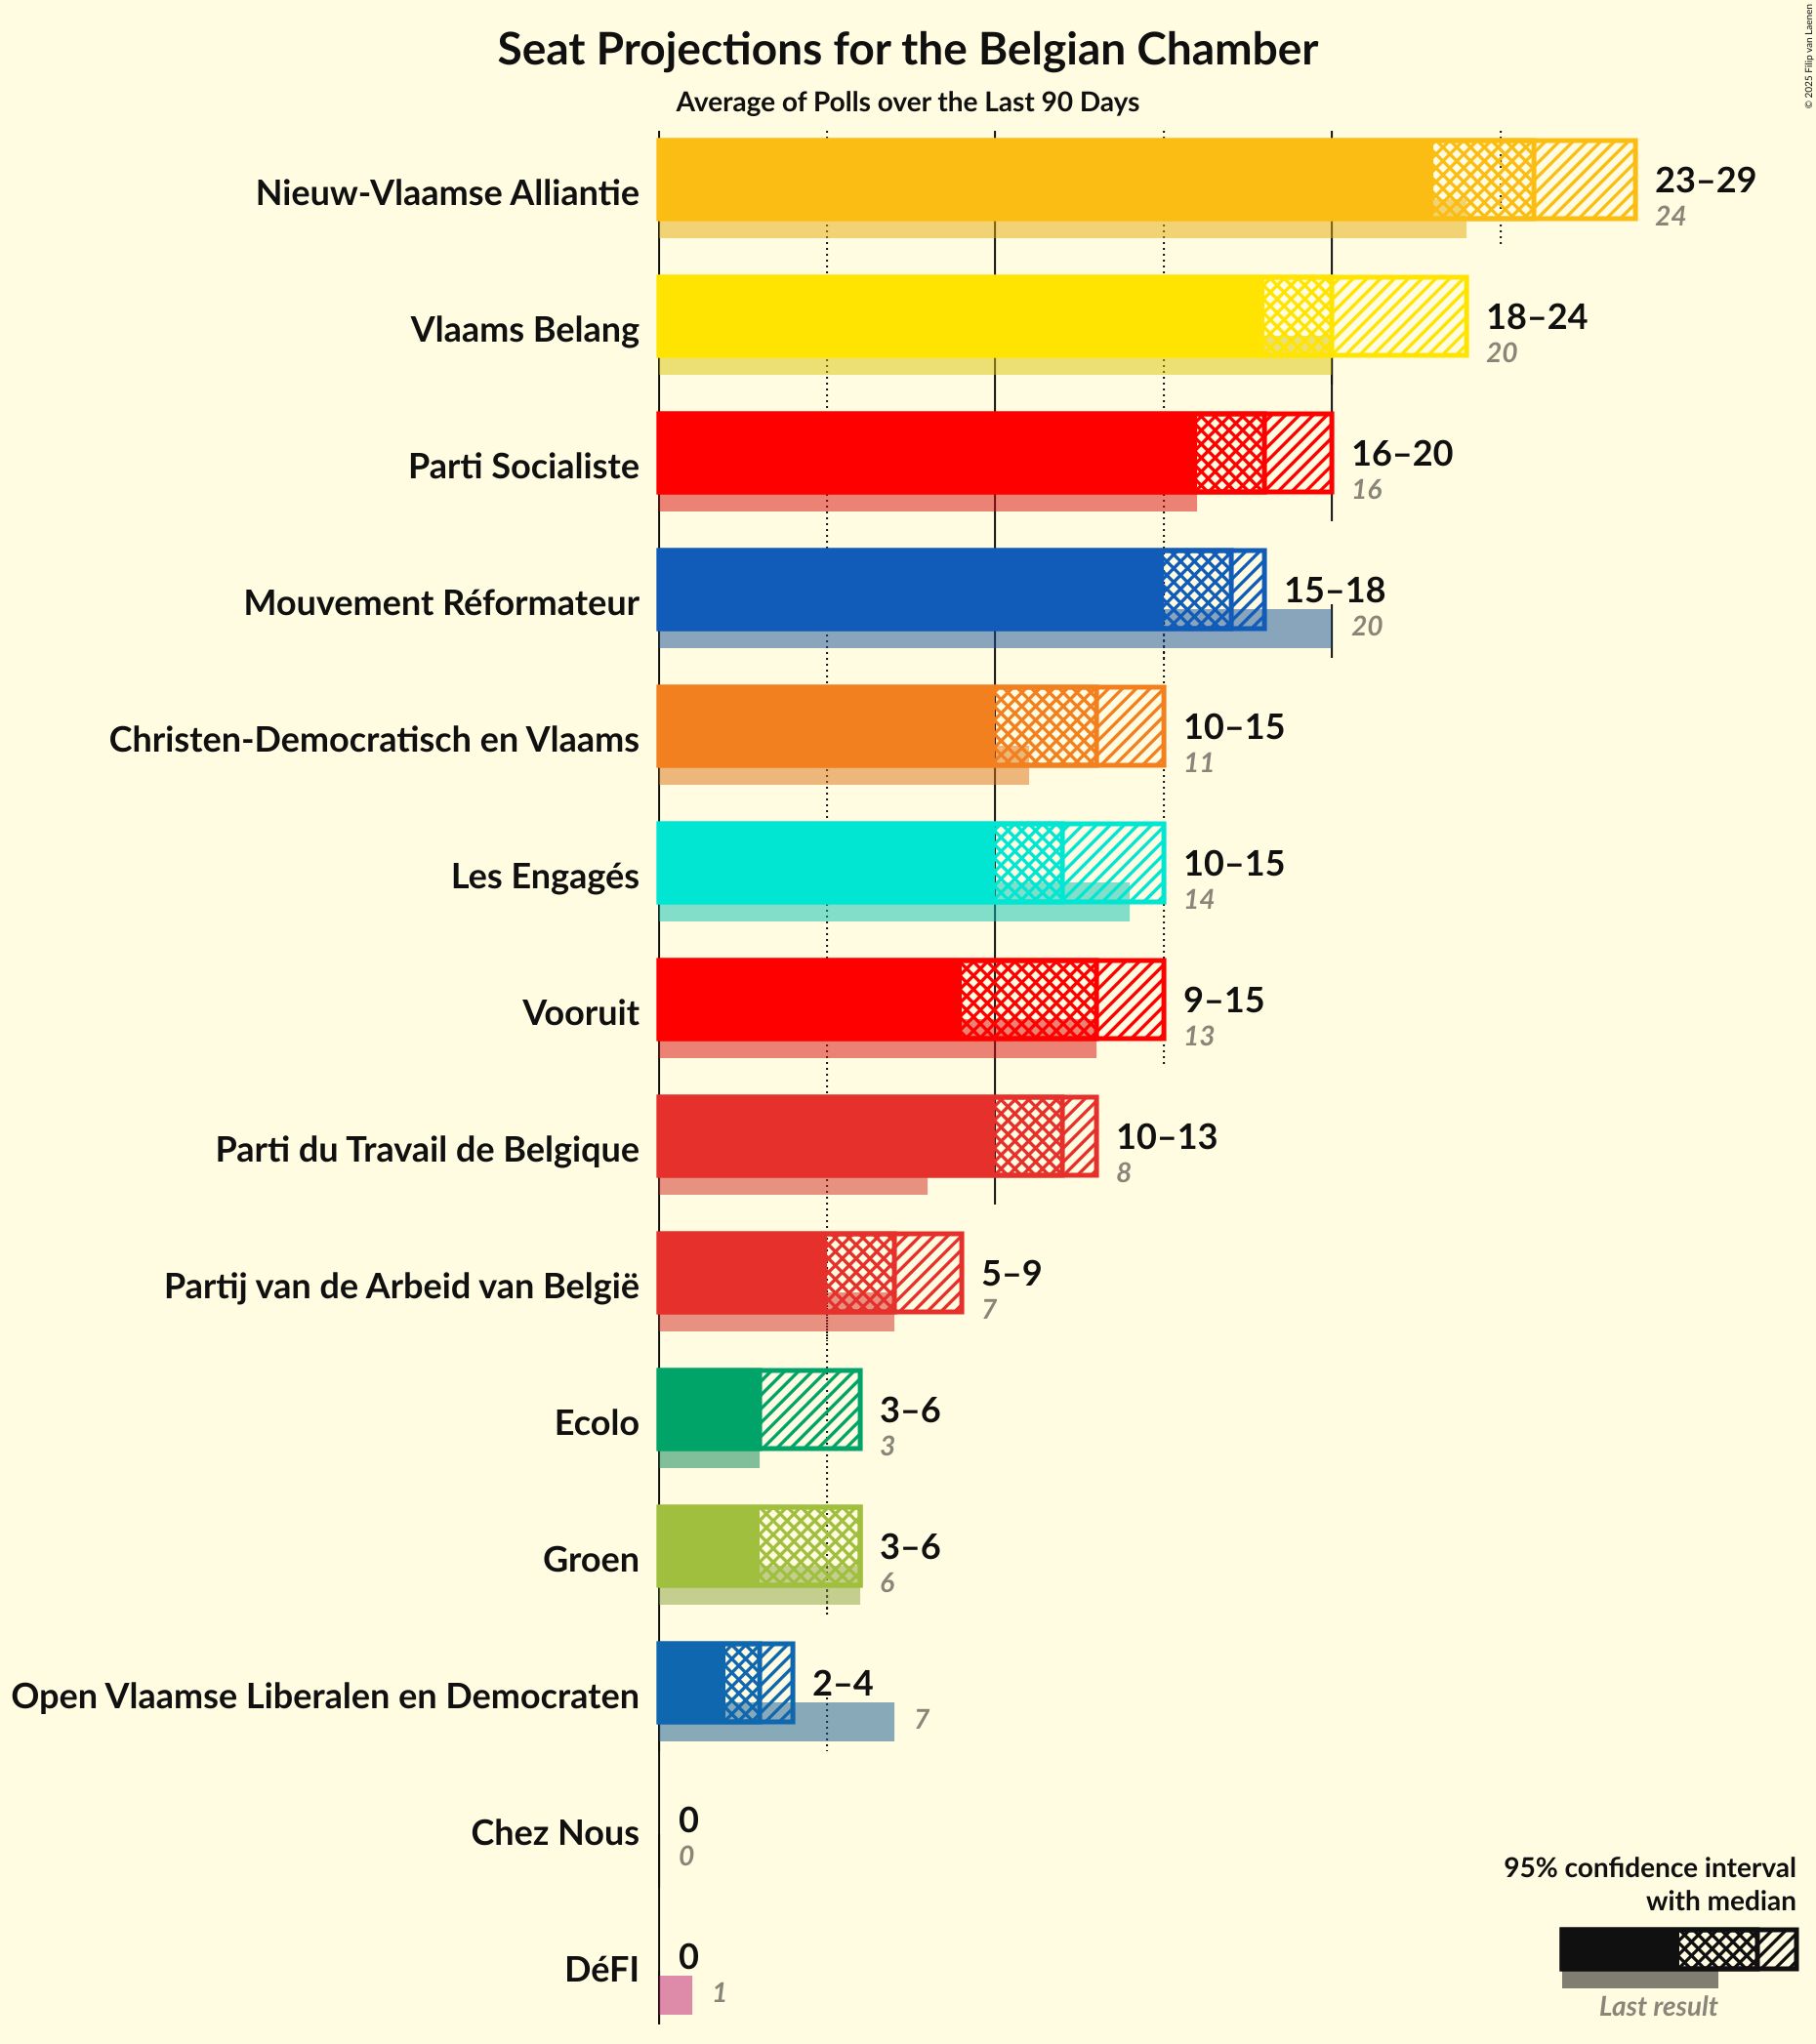 Seat Projections for the Belgian Chamber
Average of Polls over the Last 90 Days
© 2025 Filip van Laenen
Nieuw-Vlaamse Alliantie
23–29
24
Vlaams Belang
18–24
20
Parti Socialiste
16–20
16
Mouvement Réformateur
15–18
20
Christen-Democratisch en Vlaams
10–15
11
Les Engagés
10–15
14
Vooruit
9–15
13
Parti du Travail de Belgique
10–13
8
Partij van de Arbeid van België
5–9
7
Ecolo
3–6
3
Groen
3–6
6
Open Vlaamse Liberalen en Democraten
2–4
7
Chez Nous
0
0
DéFI
0
1
95% confidence interval
with median
Last result